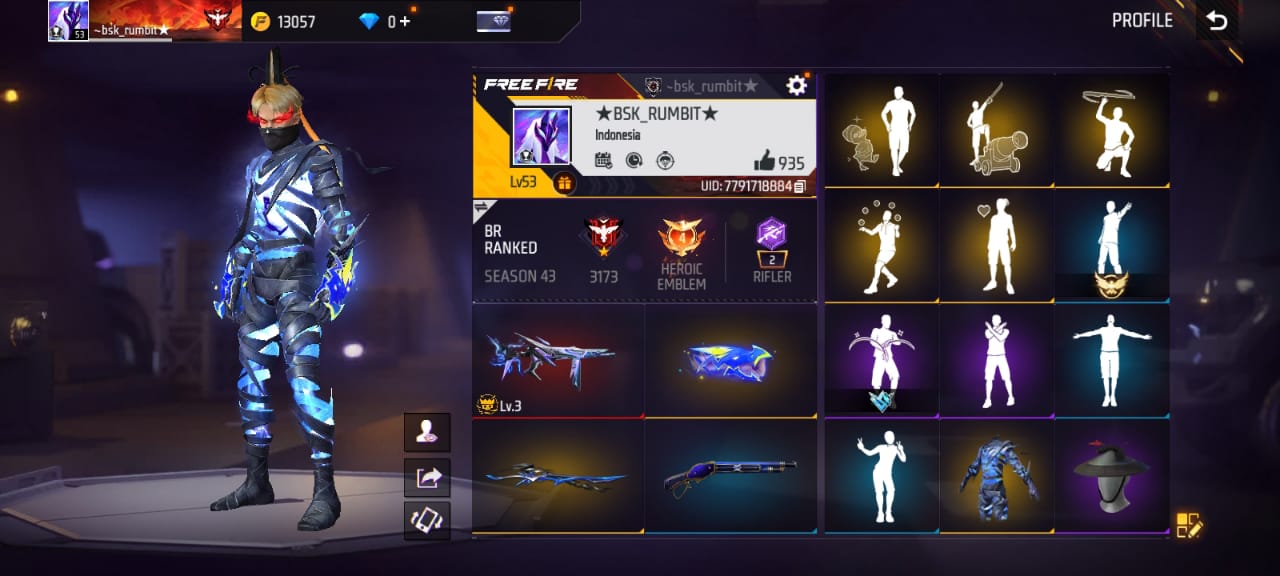 53
~bsk_rumbit★
13057
0 +
PROFILE
FREE FIRE
~bsk_rumbit★
★BSK_RUMBIT★
Indonesia
935
Lv53
UID: 7791718884
BR
RANKED
SEASON 43
3173
4
HEROIC
EMBLEM
2
RIFLER
Lv.3